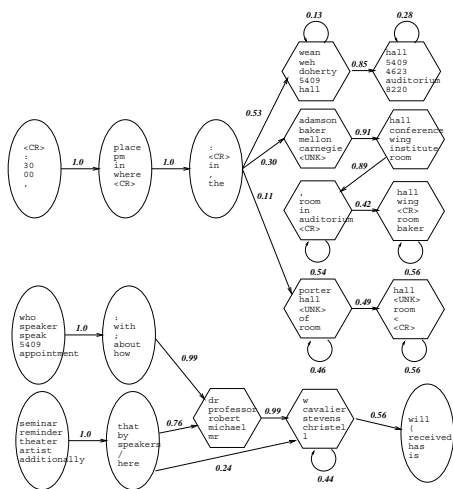 0.13
0.28
wean
weh
doherty
5409
hall
0.85
hall
5409
4623
auditorium
8220
0.53
<CR>
:
30
00
,
1.0
place
pm
in
where
<CR>
1.0
:
<CR>
in
,
the
0.30
adamson
baker
mellon
carnegie
<UNK>
0.91
hall
conference
wing
institute
room
0.89
0.11
,
room
in
auditorium
<CR>
0.42
hall
wing
<CR>
room
baker
0.54
0.56
porter
hall
<UNK>
of
room
0.49
hall
<UNK>
room
<
<CR>
0.46
0.56
who
speaker
speak
5409
appointment
1.0
:
with
;
about
how
0.99
seminar
reminder
theater
artist
additionally
1.0
that
by
speakers
/
here
0.76
dr
professor
robert
michael
mr
0.99
w
cavalier
stevens
christel
l
0.56
will
(
received
has
is
0.24
0.44